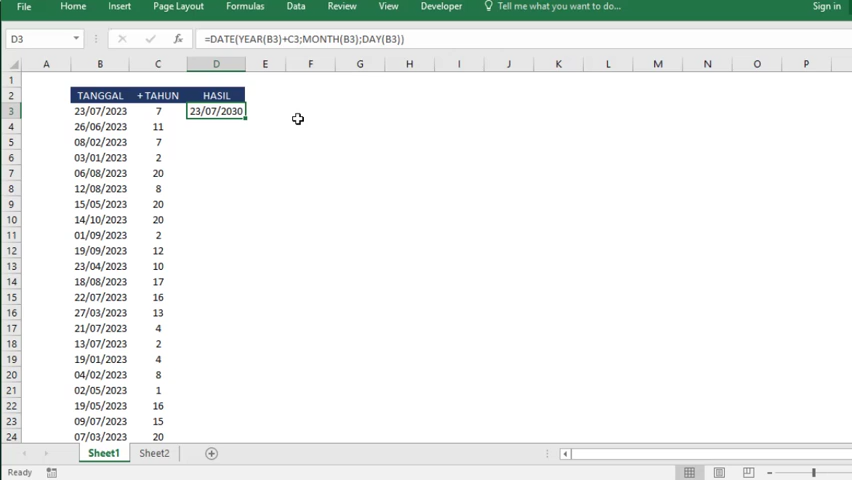 File Home Insert Page Layout Formulas Data Review View Developer Tell me what you want to do... Sign in
D3 fx =DATE(YEAR(B3)+C3;MONTH(B3);DAY(B3))
A B C D E F G H I J K L M N O P
1
2 TANGGAL + TAHUN HASIL
3 23/07/2023 7 23/07/2030
4 26/06/2023 11
5 08/02/2023 7
6 03/01/2023 2
7 06/08/2023 20
8 12/08/2023 8
9 15/05/2023 20
10 14/10/2023 20
11 01/09/2023 2
12 19/09/2023 12
13 23/04/2023 10
14 18/08/2023 17
15 22/07/2023 16
16 27/03/2023 13
17 21/07/2023 4
18 13/07/2023 2
19 19/01/2023 4
20 04/02/2023 8
21 02/05/2023 1
22 19/05/2023 16
23 09/07/2023 15
24 07/03/2023 20
Sheet1 Sheet2
Ready